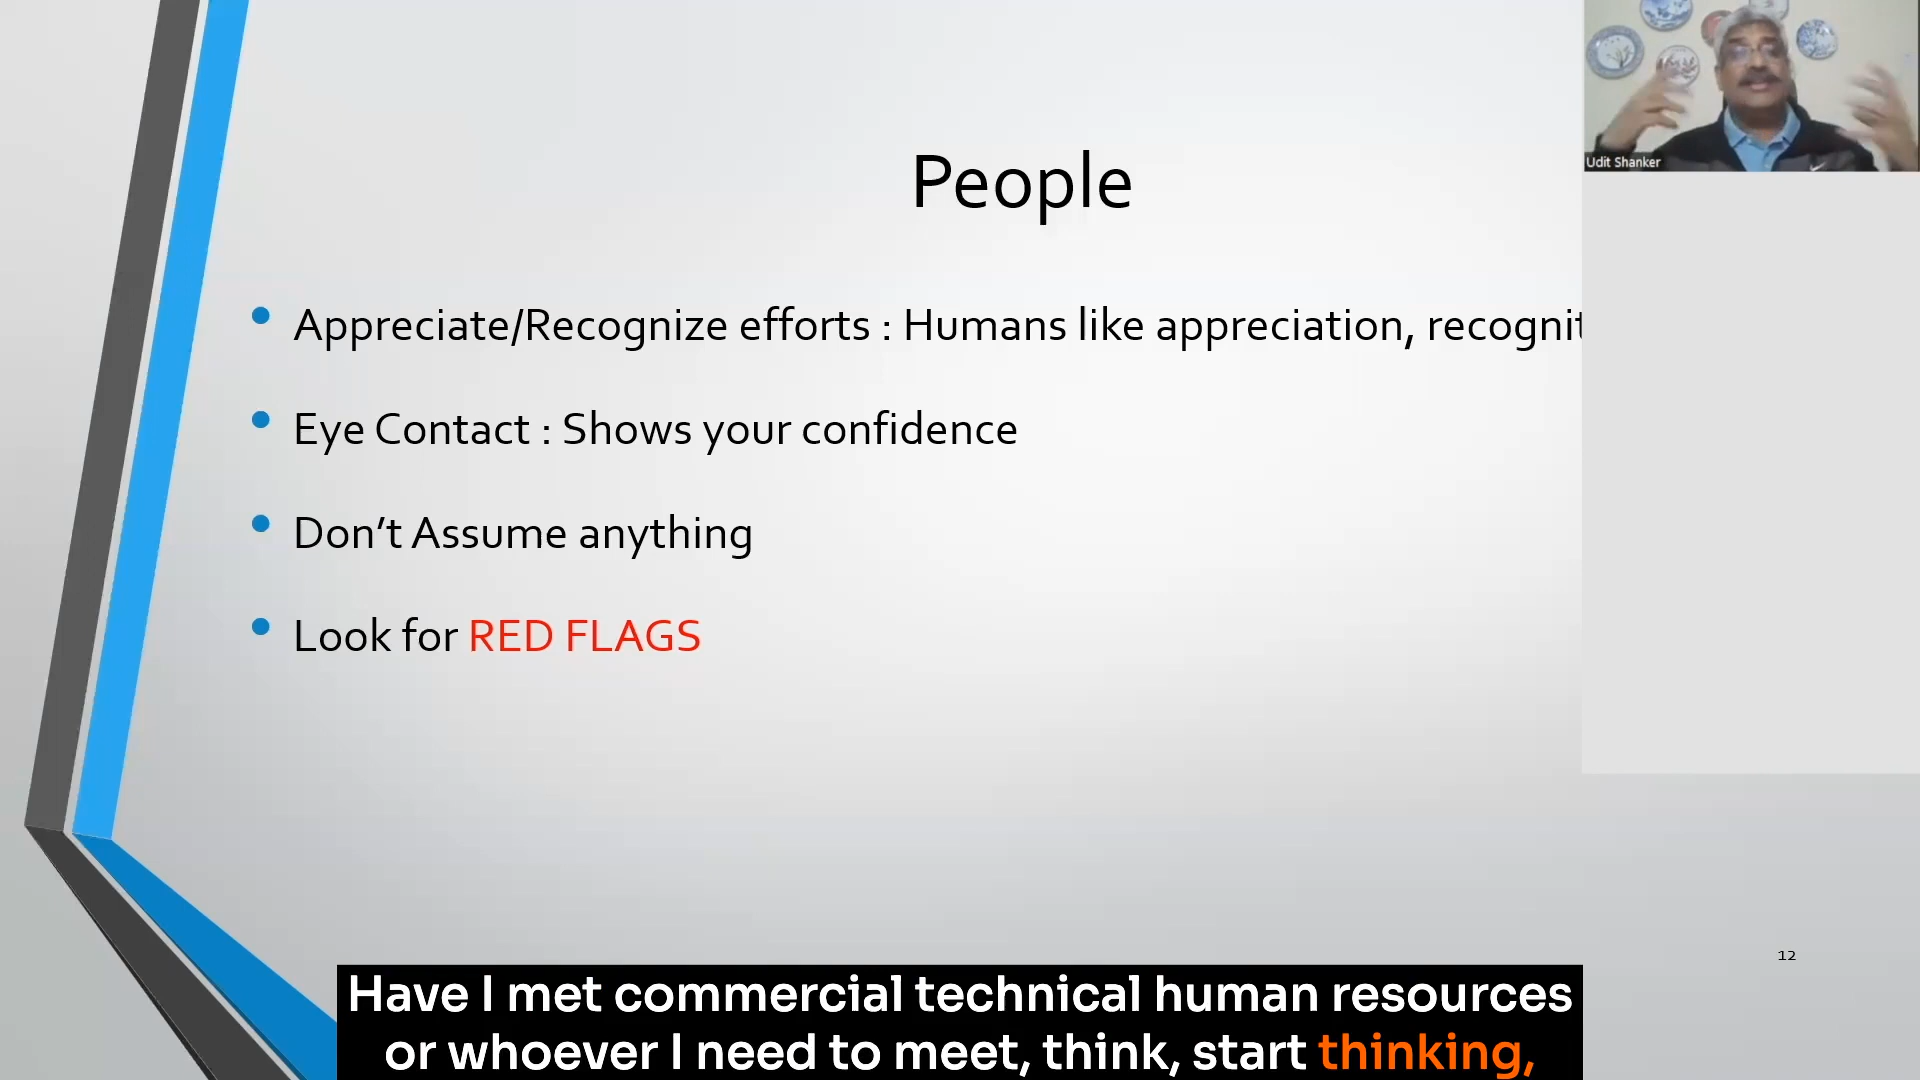 Udit Shanker
People
Appreciate/Recognize efforts : Humans like appreciation, recognit
Eye Contact : Shows your confidence
Don’t Assume anything
Look for RED FLAGS
12
Have I met commercial technical human resources
or whoever I need to meet, think, start thinking,